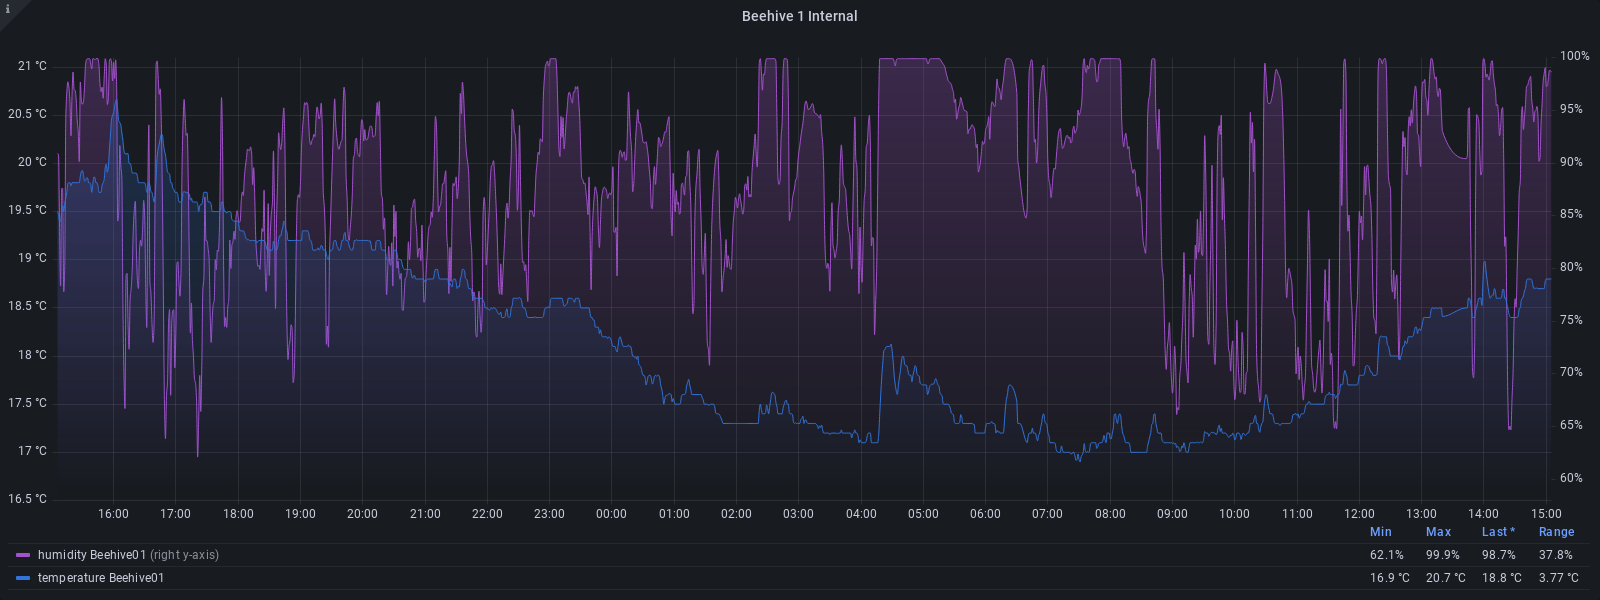 i
Beehive 1 Internal
21 °C
20.5 °C
20 °C
19.5 °C
19 °C
18.5 °C
18 °C
17.5 °C
17 °C
16.5 °C
100%
95%
90%
85%
80%
75%
70%
65%
60%
16:00 17:00 18:00 19:00 20:00 21:00 22:00 23:00 00:00 01:00 02:00 03:00 04:00 05:00 06:00 07:00 08:00 09:00 10:00 11:00 12:00 13:00 14:00 15:00
Min Max Last * Range
humidity Beehive01 (right y-axis) 62.1% 99.9% 98.7% 37.8%
temperature Beehive01 16.9 °C 20.7 °C 18.8 °C 3.77 °C